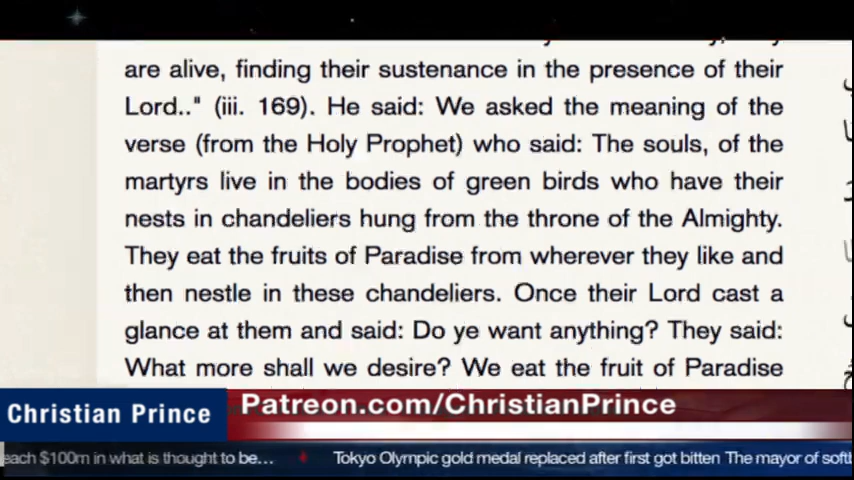 are alive, finding their sustenance in the presence of their
Lord.." (iii. 169). He said: We asked the meaning of the
verse (from the Holy Prophet) who said: The souls, of the
martyrs live in the bodies of green birds who have their
nests in chandeliers hung from the throne of the Almighty.
They eat the fruits of Paradise from wherever they like and
then nestle in these chandeliers. Once their Lord cast a
glance at them and said: Do ye want anything? They said:
What more shall we desire? We eat the fruit of Paradise
Christian Prince
Patreon.com/ChristianPrince
each $100m in what is thought to be... Tokyo Olympic gold medal replaced after first got bitten The mayor of softb